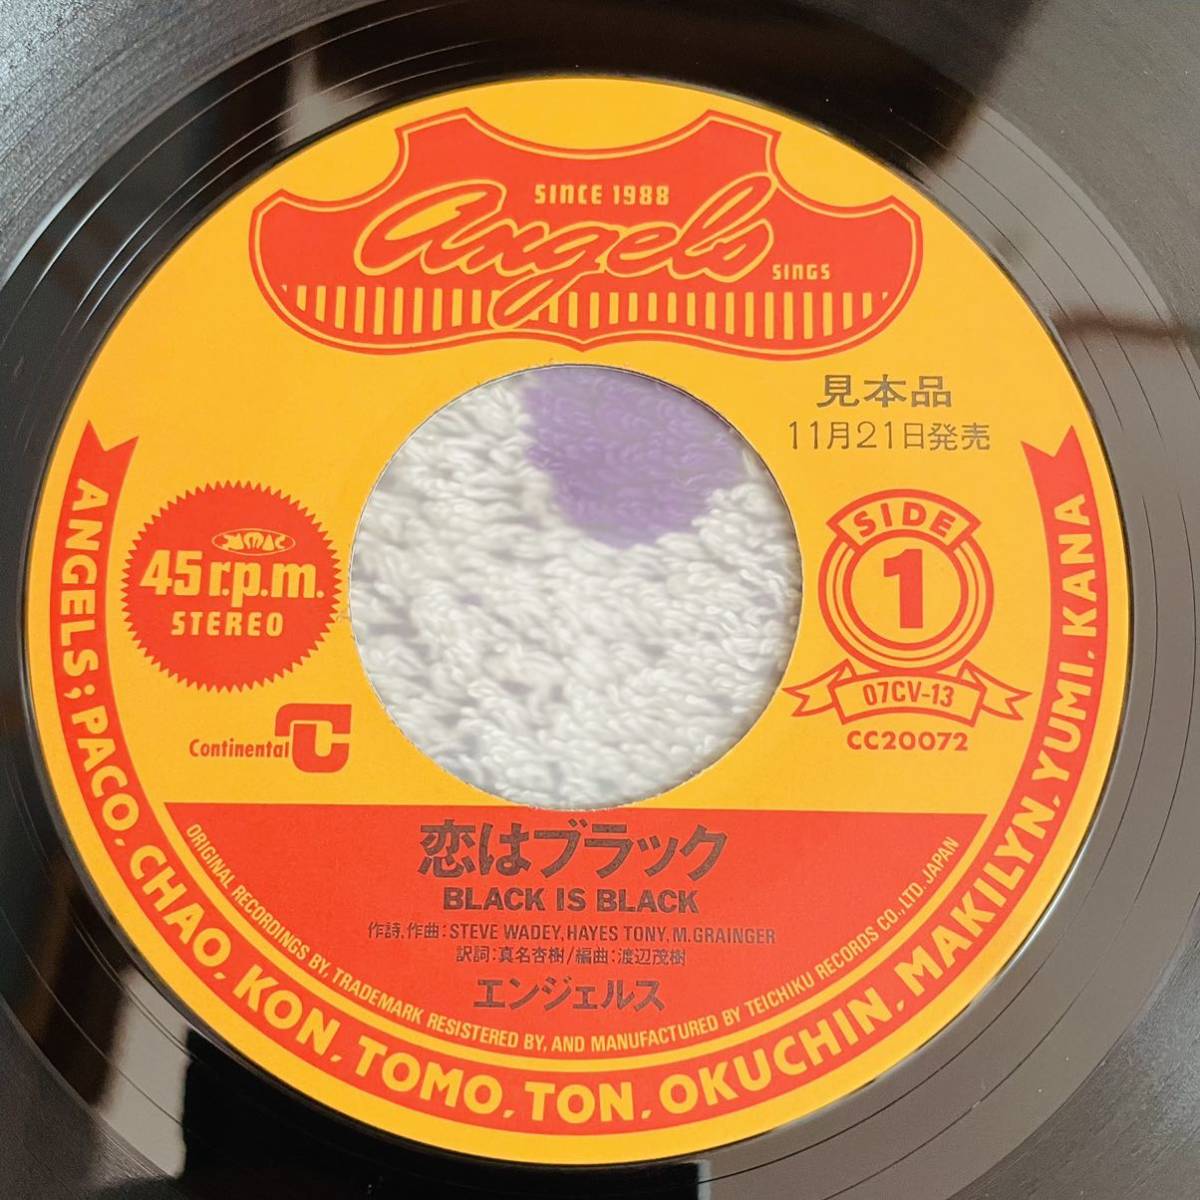 SINCE 1988
Angels
SINGS
見本品
11月21日発売
45 r.p.m.
STEREO
SIDE
1
07CV-13
CC20072
Continental
恋はブラック
BLACK IS BLACK
作詩、作曲:STEVE WADEY, HAYES TONY, M. GRAINGER
訳詞:真名杏樹/編曲:渡辺茂樹
エンジェルス
ORIGINAL RECORDINGS BY, TRADEMARK RESISTERED BY, AND MANUFACTURED BY TEICHIKU RECORDS CO., LTD. JAPAN
ANGELS ; PACO, CHAO, KON, TOMO, TON, OKUCHIN, MAKILYN, YUMI, KANA